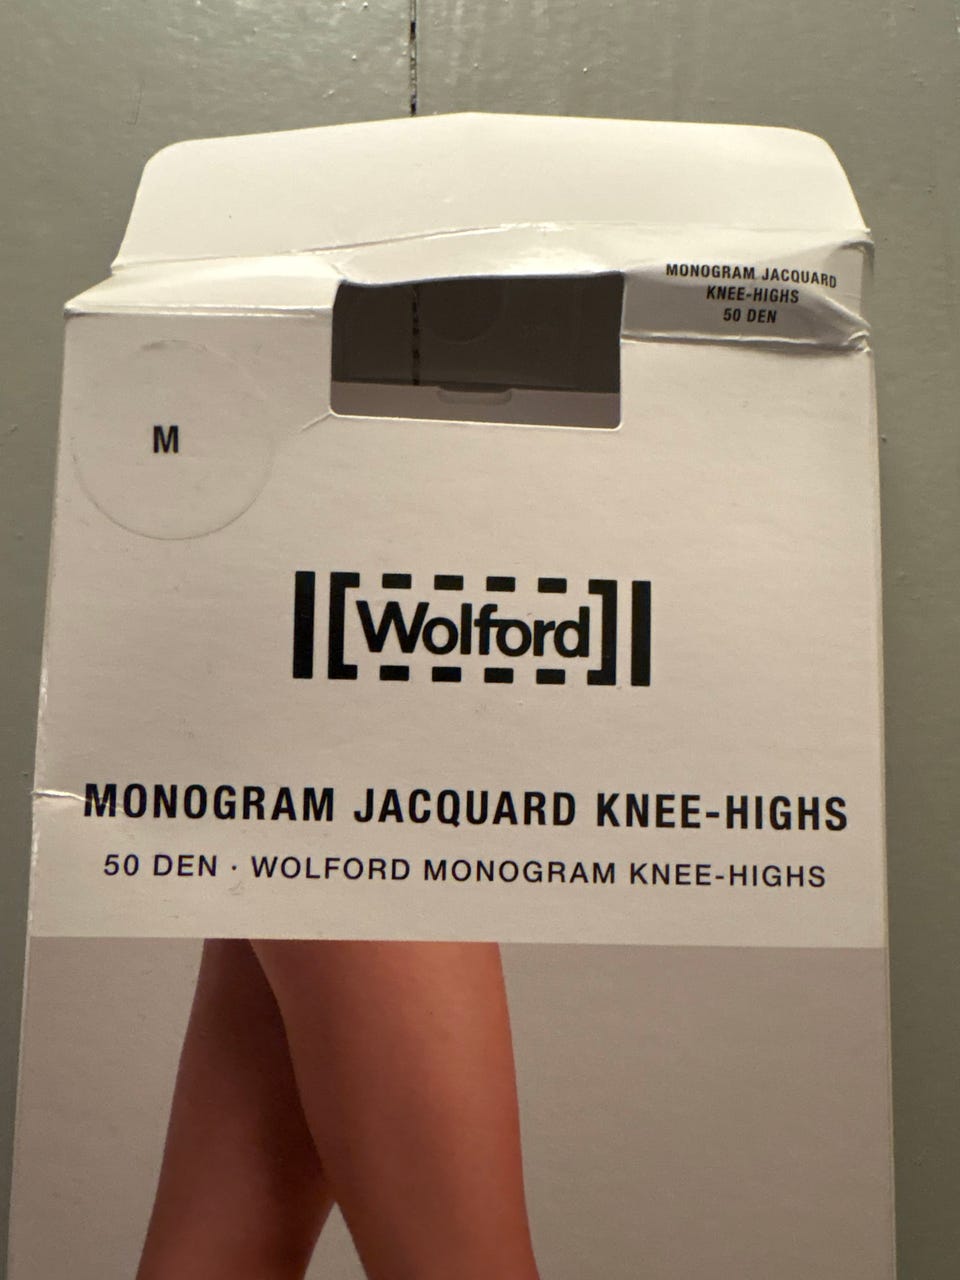 MONOGRAM JACQUARD
KNEE-HIGHS
50 DEN
M
Wolford
MONOGRAM JACQUARD KNEE-HIGHS
50 DEN · WOLFORD MONOGRAM KNEE-HIGHS